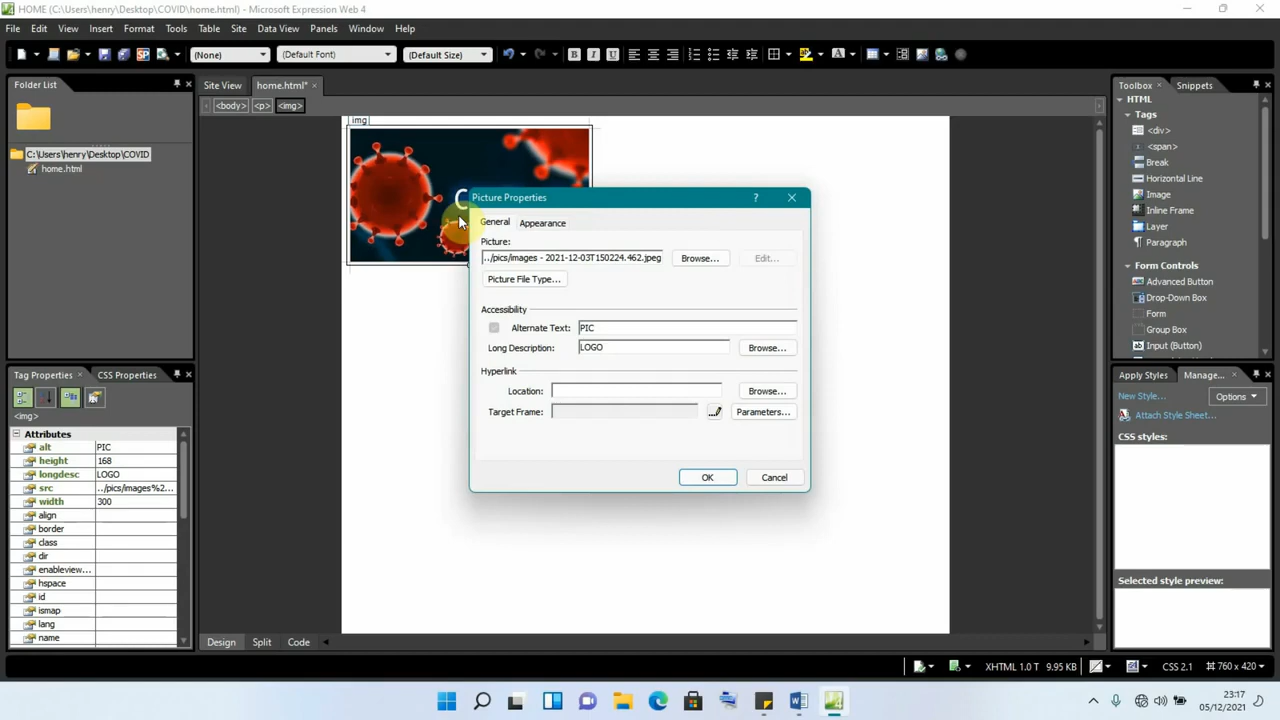 HOME (C:\Users\henry\Desktop\COVID\home.html) - Microsoft Expression Web 4
File Edit View Insert Format Tools Table Site Data View Panels Window Help
(None) (Default Font) (Default Size) B I U A
Folder List
C:\Users\henry\Desktop\COVID
home.html
Site View home.html*
<body> <p> <img>
img
C
Picture Properties
General Appearance
Picture:
../pics/images - 2021-12-03T150224.462.jpeg Browse... Edit...
Picture File Type...
Accessibility
Alternate Text: PIC
Long Description: LOGO Browse...
Hyperlink
Location: Browse...
Target Frame: Parameters...
OK Cancel
Toolbox Snippets
HTML
Tags
<div>
<span>
Break
Horizontal Line
Image
Inline Frame
Layer
Paragraph
Form Controls
Advanced Button
Drop-Down Box
Form
Group Box
Input (Button)
Tag Properties CSS Properties
<img>
Attributes
alt PIC
height 168
longdesc LOGO
src ../pics/images%2...
width 300
align
border
class
dir
enableview...
hspace
id
ismap
lang
name
Apply Styles Manage...
New Style... Options
Attach Style Sheet...
CSS styles:
Selected style preview:
Design Split Code
XHTML 1.0 T 9.95 KB CSS 2.1 760 x 420
23:17
05/12/2021